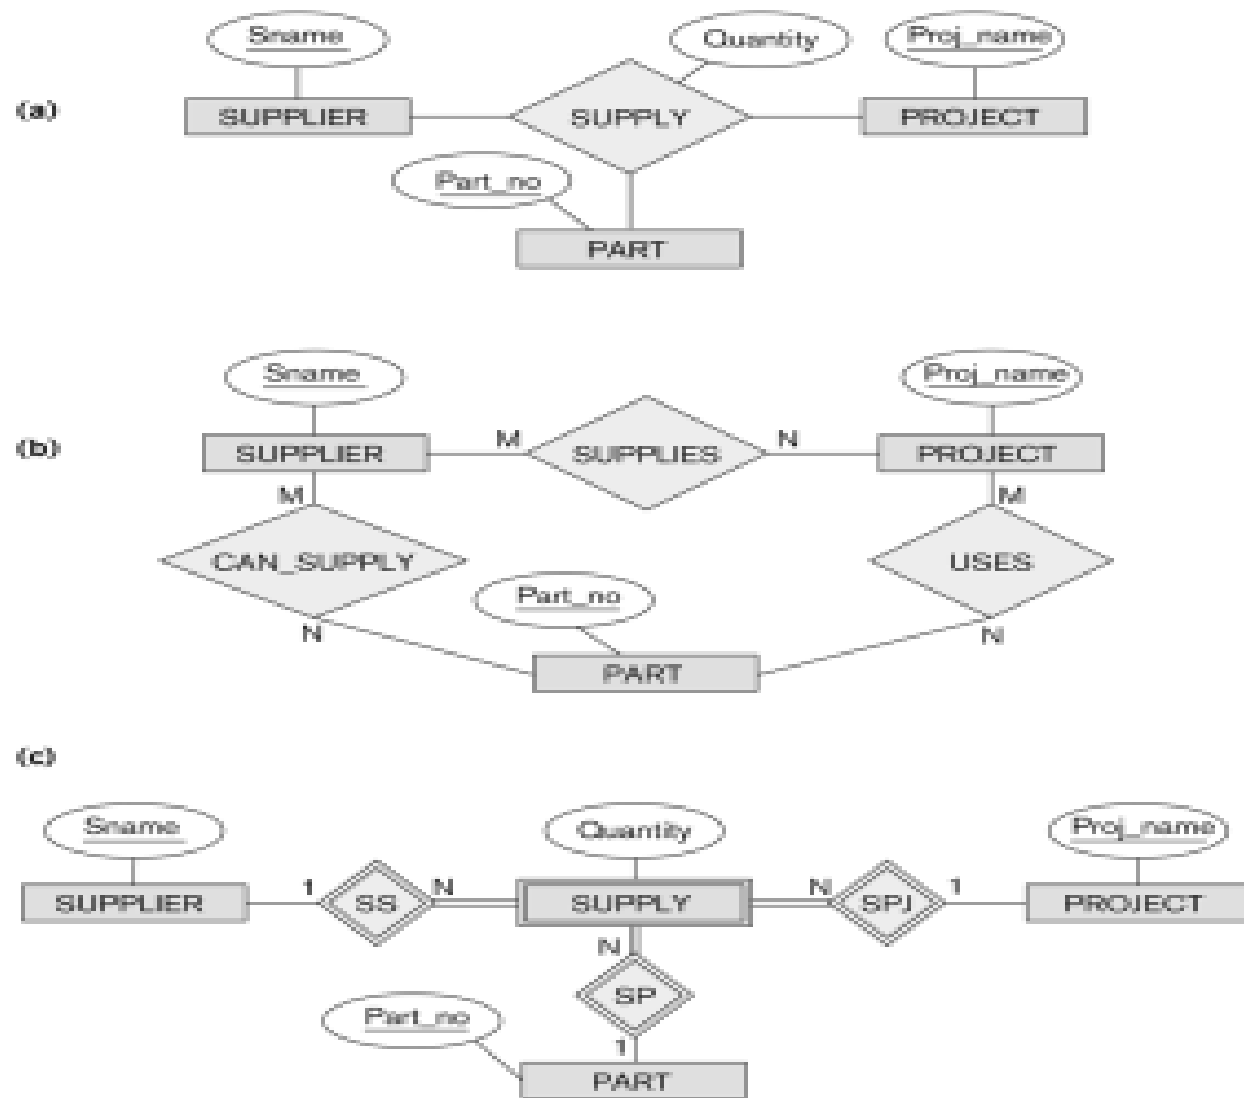 Sname
Quantity
Proj_name
(a)
SUPPLIER
SUPPLY
PROJECT
Part_no
PART
Sname
Proj_name
(b)
SUPPLIER
M
SUPPLIES
N
PROJECT
M
M
CAN_SUPPLY
USES
Part_no
N
N
PART
(c)
Sname
Quantity
Proj_name
SUPPLIER
1
SS
N
SUPPLY
N
SPJ
1
PROJECT
N
SP
Part_no
1
PART